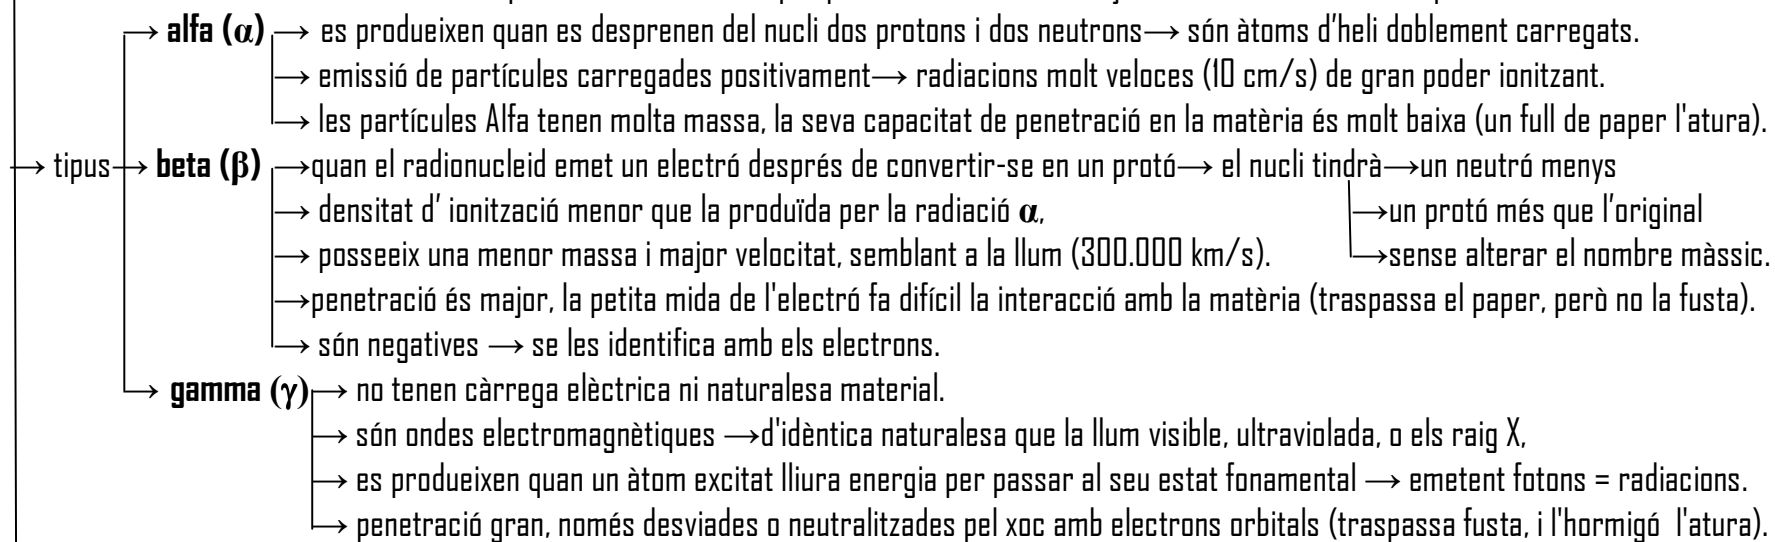 → alfa (α) → es produeixen quan es desprenen del nucli dos protons i dos neutrons→ són àtoms d'heli doblement carregats.
→ emissió de partícules carregades positivament→ radiacions molt veloces (10 cm/s) de gran poder ionitzant.
→ les partícules Alfa tenen molta massa, la seva capacitat de penetració en la matèria és molt baixa (un full de paper l'atura).
→ tipus → beta (β) →quan el radionucleid emet un electró després de convertir-se en un protó→ el nucli tindrà→un neutró menys
→ densitat d' ionització menor que la produïda per la radiació α, →un protó més que l'original
→ posseeix una menor massa i major velocitat, semblant a la llum (300.000 km/s). →sense alterar el nombre màssic.
→penetració és major, la petita mida de l'electró fa difícil la interacció amb la matèria (traspassa el paper, però no la fusta).
→ són negatives → se les identifica amb els electrons.
→ gamma (γ)→ no tenen càrrega elèctrica ni naturalesa material.
→ són ondes electromagnètiques →d'idèntica naturalesa que la llum visible, ultraviolada, o els raig X,
→ es produeixen quan un àtom excitat lliura energia per passar al seu estat fonamental → emetent fotons = radiacions.
→ penetració gran, només desviades o neutralitzades pel xoc amb electrons orbitals (traspassa fusta, i l'hormigó l'atura).